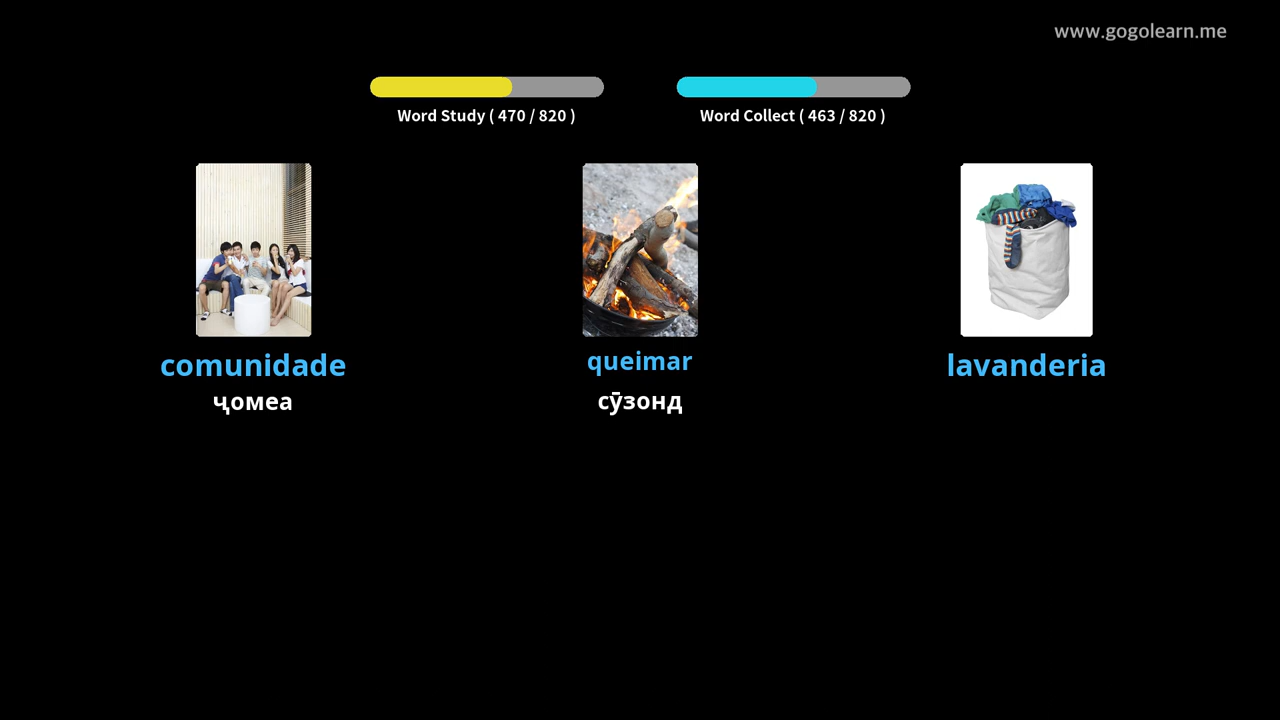 www.gogolearn.me
Word Study ( 470 / 820 )
Word Collect ( 463 / 820 )
comunidade
ҷомеа
queimar
сӯзонд
lavanderia